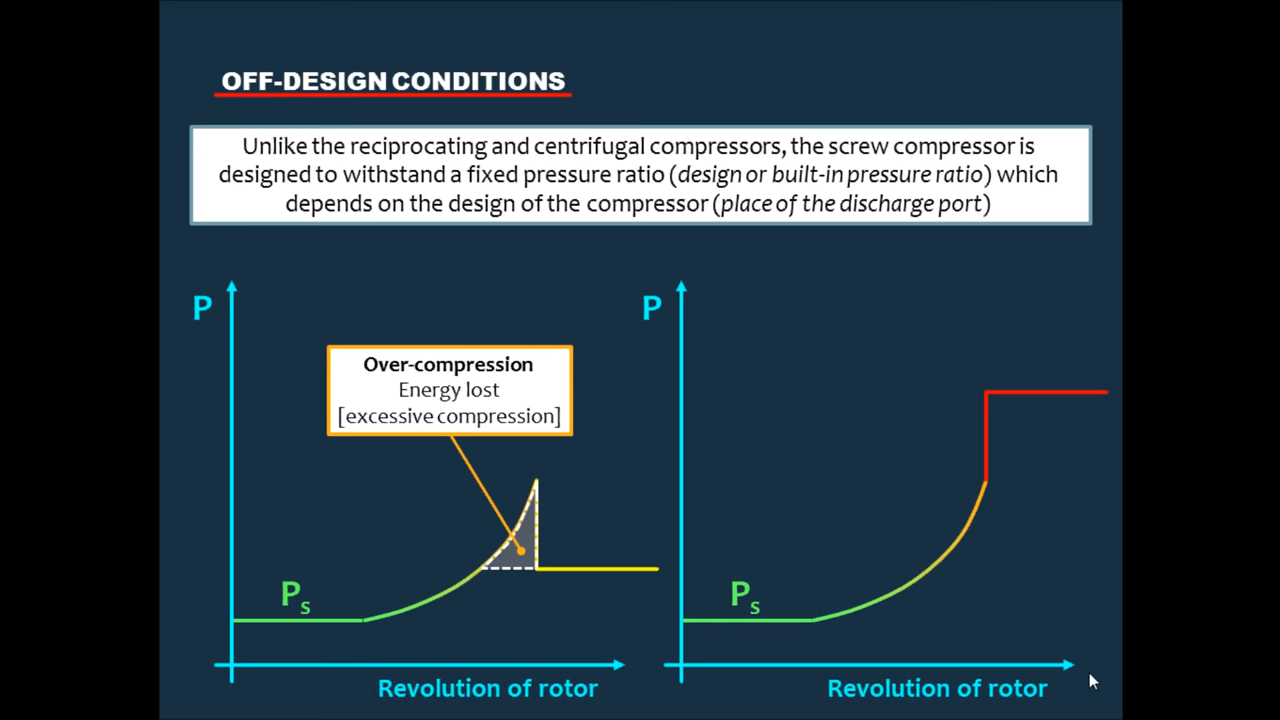 OFF-DESIGN CONDITIONS
Unlike the reciprocating and centrifugal compressors, the screw compressor is
designed to withstand a fixed pressure ratio (design or built-in pressure ratio) which
depends on the design of the compressor (place of the discharge port)
P
Over-compression
Energy lost
[excessive compression]
Ps
Revolution of rotor
P
Ps
Revolution of rotor